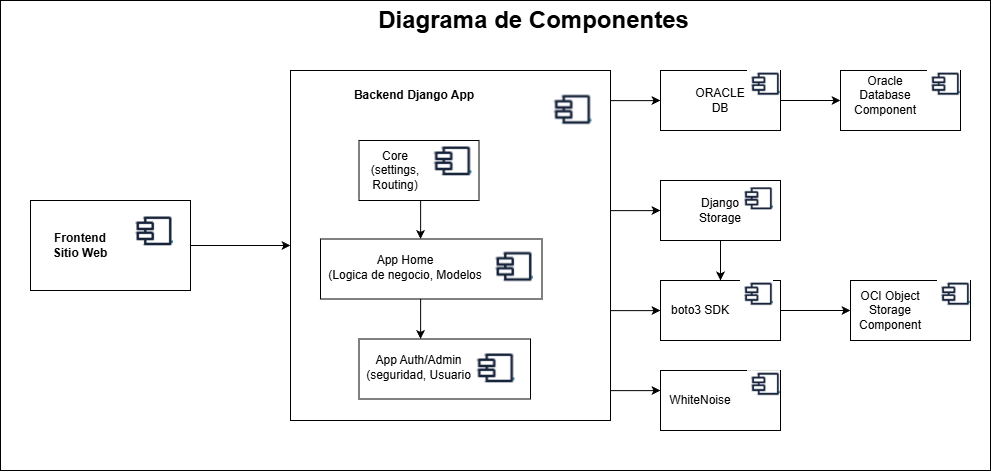 Diagrama de Componentes
Backend Django App
Core
(settings,
Routing)
App Home
(Logica de negocio, Modelos
App Auth/Admin
(seguridad, Usuario
Frontend
Sitio Web
ORACLE
DB
Oracle
Database
Component
Django
Storage
boto3 SDK
OCI Object
Storage
Component
WhiteNoise